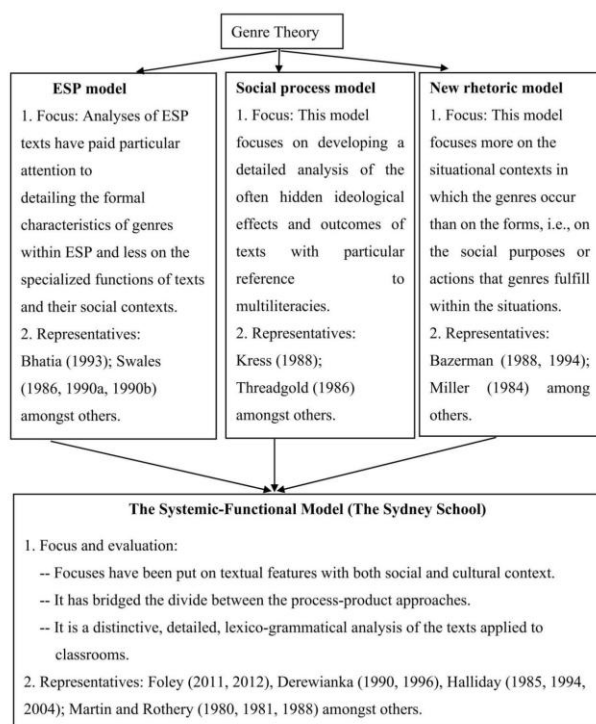 Genre Theory
ESP model
1. Focus: Analyses of ESP
texts have paid particular
attention to
detailing the formal
characteristics of genres
within ESP and less on the
specialized functions of texts
and their social contexts.
2. Representatives:
Bhatia (1993); Swales
(1986, 1990a, 1990b)
amongst others.
Social process model
1. Focus: This model
focuses on developing a
detailed analysis of the
often hidden ideological
effects and outcomes of
texts with particular
reference to
multiliteracies.
2. Representatives:
Kress (1988);
Threadgold (1986)
amongst others.
New rhetoric model
1. Focus: This model
focuses more on the
situational contexts in
which the genres occur
than on the forms, i.e., on
the social purposes or
actions that genres fulfill
within the situations.
2. Representatives:
Bazerman (1988, 1994);
Miller (1984) among
others.
The Systemic-Functional Model (The Sydney School)
1. Focus and evaluation:
-- Focuses have been put on textual features with both social and cultural context.
-- It has bridged the divide between the process-product approaches.
-- It is a distinctive, detailed, lexico-grammatical analysis of the texts applied to
classrooms.
2. Representatives: Foley (2011, 2012), Derewianka (1990, 1996), Halliday (1985, 1994,
2004); Martin and Rothery (1980, 1981, 1988) amongst others.